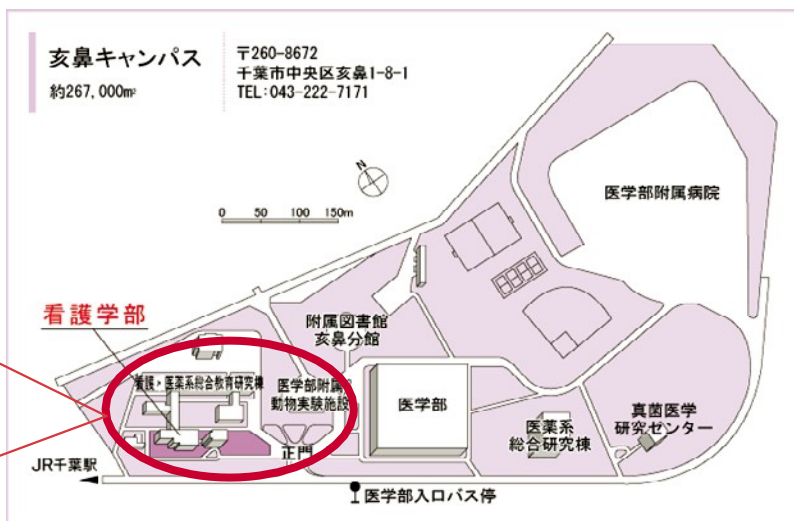 亥鼻キャンパス
約267,000㎡
〒260-8672
千葉市中央区亥鼻1-8-1
TEL:043-222-7171
N
0 50 100 150m
医学部附属病院
看護学部
附属図書館
亥鼻分館
看護・医薬系総合教育研究棟
医学部附属
動物実験施設
医学部
医薬系
総合研究棟
真菌医学
研究センター
正門
JR千葉駅
医学部入口バス停